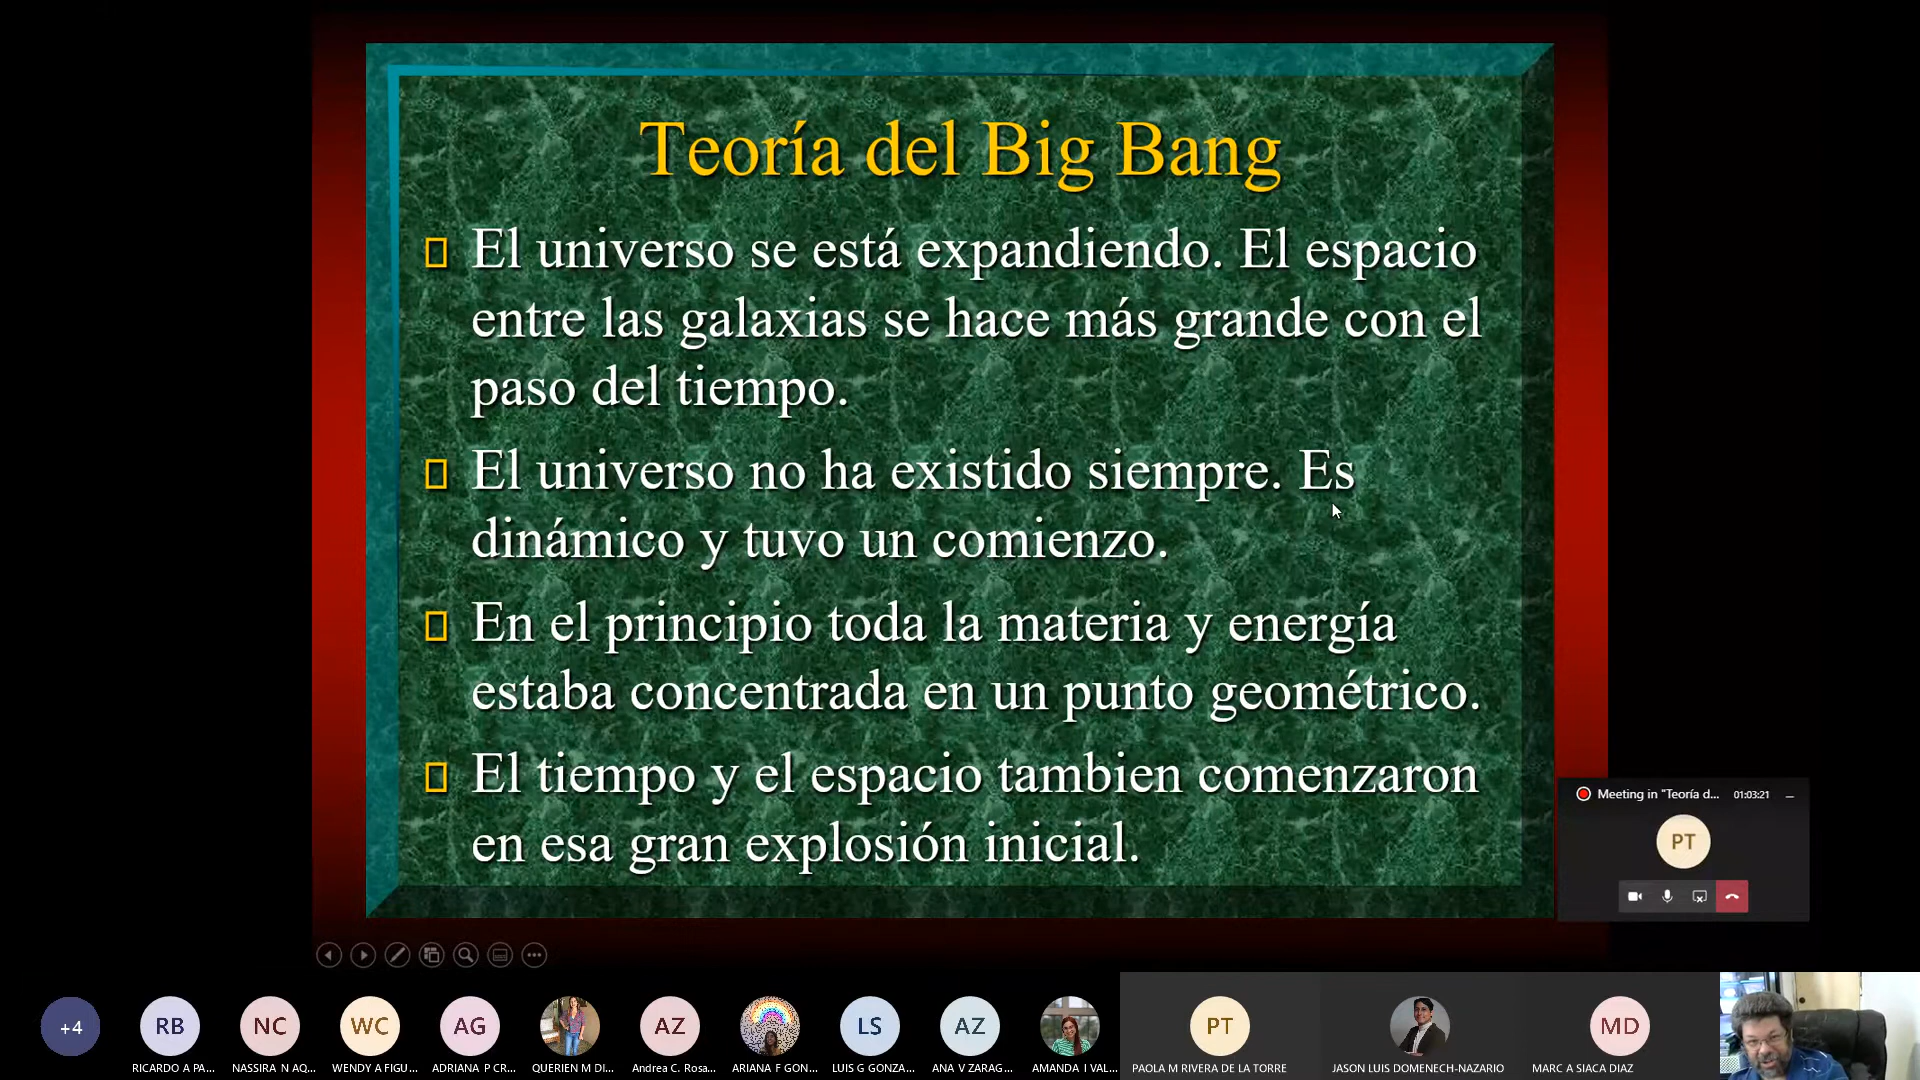 Teoría del Big Bang
El universo se está expandiendo. El espacio
entre las galaxias se hace más grande con el
paso del tiempo.
El universo no ha existido siempre. Es
dinámico y tuvo un comienzo.
En el principio toda la materia y energía
estaba concentrada en un punto geométrico.
El tiempo y el espacio tambien comenzaron
en esa gran explosión inicial.
Meeting in "Teoría d... 01:03:21
PT
+4 RB NC WC AG AZ LS AZ PT MD
RICARDO A PA... NASSIRA N AQ... WENDY A FIGU... ADRIANA P CR... QUERIEN M DI... Andrea C. Rosa... ARIANA F GON... LUIS G GONZA... ANA V ZARAG... AMANDA I VAL... PAOLA M RIVERA DE LA TORRE JASON LUIS DOMENECH-NAZARIO MARC A SIACA DIAZ